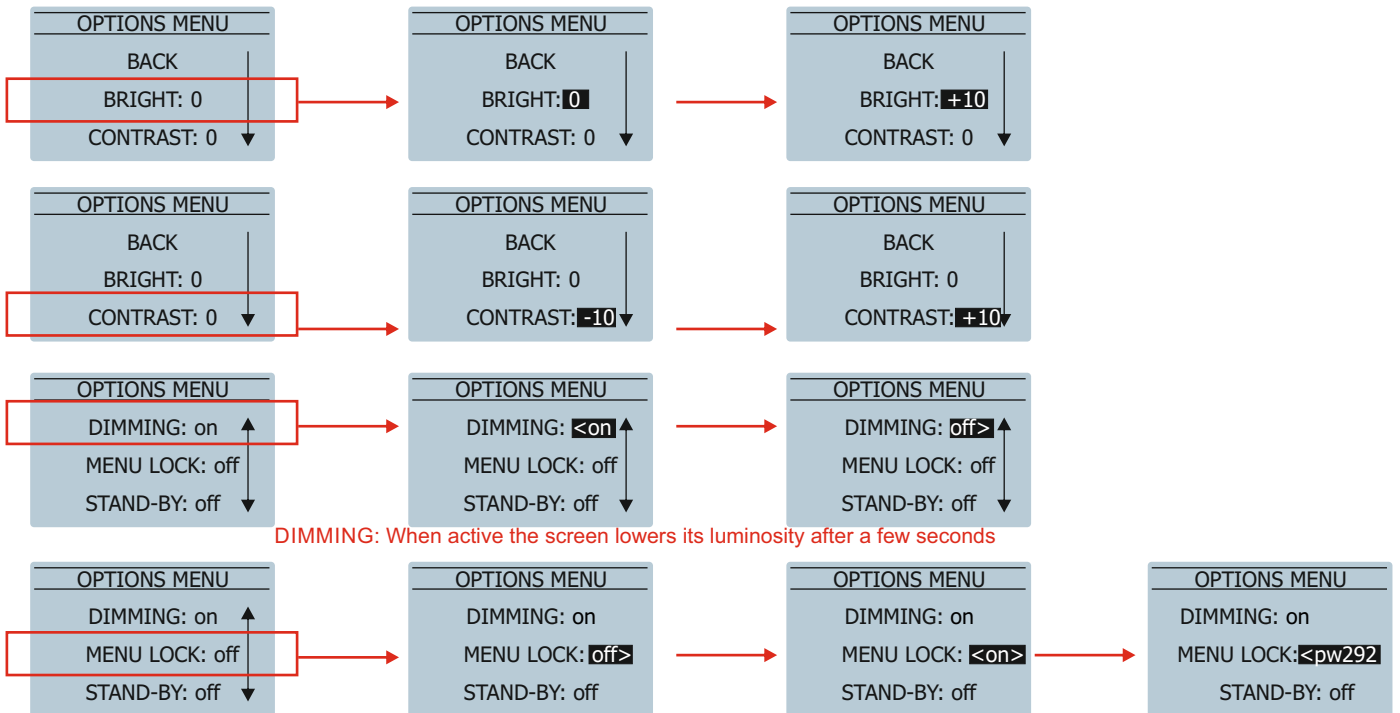 OPTIONS MENU
BACK
BRIGHT: 0
CONTRAST: 0
OPTIONS MENU
BACK
BRIGHT: 0
CONTRAST: 0
OPTIONS MENU
BACK
BRIGHT: +10
CONTRAST: 0
OPTIONS MENU
BACK
BRIGHT: 0
CONTRAST: 0
OPTIONS MENU
BACK
BRIGHT: 0
CONTRAST: -10
OPTIONS MENU
BACK
BRIGHT: 0
CONTRAST: +10
OPTIONS MENU
DIMMING: on
MENU LOCK: off
STAND-BY: off
OPTIONS MENU
DIMMING: <on
MENU LOCK: off
STAND-BY: off
OPTIONS MENU
DIMMING: off>
MENU LOCK: off
STAND-BY: off
DIMMING: When active the screen lowers its luminosity after a few seconds
OPTIONS MENU
DIMMING: on
MENU LOCK: off
STAND-BY: off
OPTIONS MENU
DIMMING: on
MENU LOCK: off>
STAND-BY: off
OPTIONS MENU
DIMMING: on
MENU LOCK: <on>
STAND-BY: off
OPTIONS MENU
DIMMING: on
MENU LOCK:<pw292
STAND-BY: off